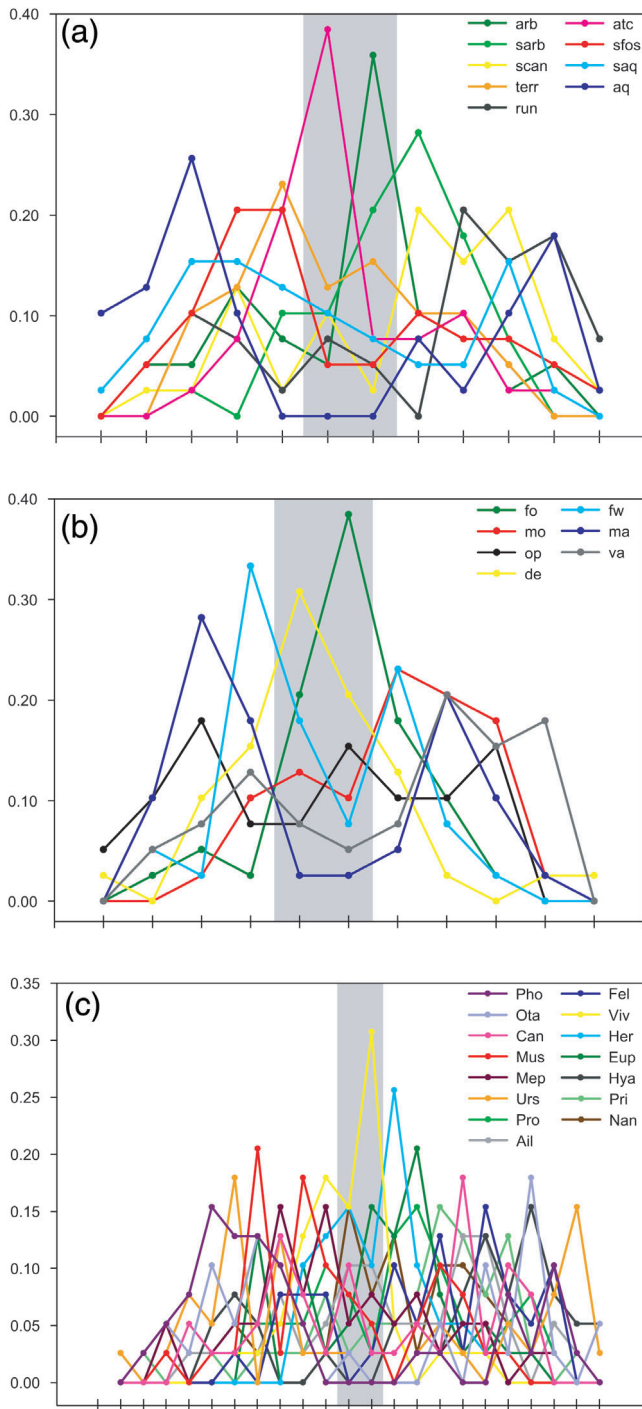 (a)
0.40
0.30
0.20
0.10
0.00
arb atc
sarb sfos
scan saq
terr aq
run
(b)
0.40
0.30
0.20
0.10
0.00
fo fw
mo ma
op va
de
(c)
0.35
0.30
0.25
0.20
0.15
0.10
0.05
0.00
Pho Fel
Ota Viv
Can Her
Mus Eup
Mep Hya
Urs Pri
Pro Nan
Ail